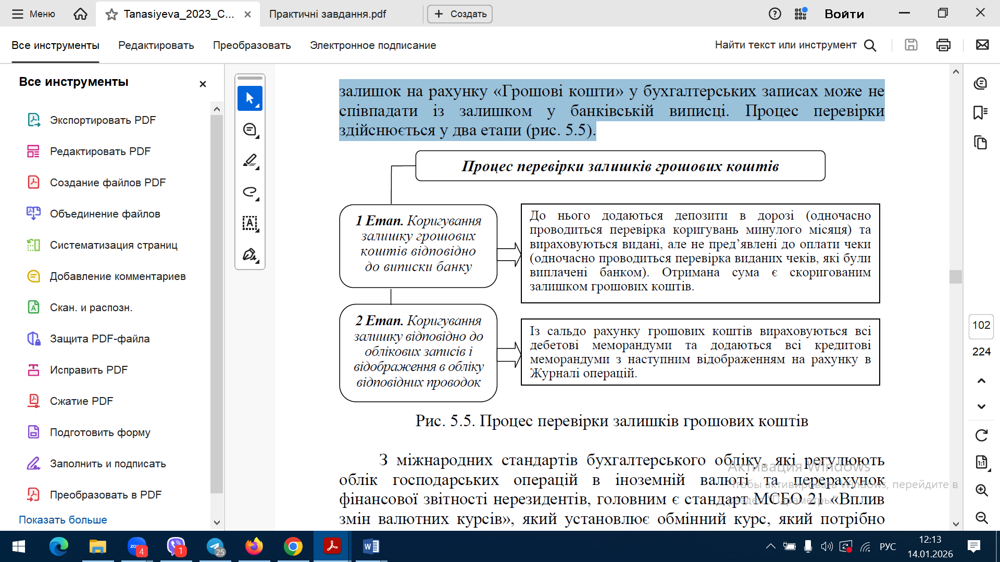 Меню
Tanasiyeva_2023_C...
Практичні завдання.pdf
Создать
Войти
Все инструменты
Редактировать
Преобразовать
Электронное подписание
Найти текст или инструмент
Все инструменты
Экспортировать PDF
Редактировать PDF
Создание файлов PDF
Объединение файлов
Систематизация страниц
Добавление комментариев
Скан. и распозн.
Защита PDF-файла
Исправить PDF
Сжатие PDF
Подготовить форму
Заполнить и подписать
Преобразовать в PDF
Показать больше
залишок на рахунку «Грошові кошти» у бухгалтерських записах може не
співпадати із залишком у банківській виписці. Процес перевірки
здійснюється у два етапи (рис. 5.5).
Процес перевірки залишків грошових коштів
1 Етап. Коригування
залишку грошових
коштів відповідно
до виписки банку
До нього додаються депозити в дорозі (одночасно
проводиться перевірка коригувань минулого місяця) та
вираховуються видані, але не пред’явлені до оплати чеки
(одночасно проводиться перевірка виданих чеків, які були
виплачені банком). Отримана сума є скоригованим
залишком грошових коштів.
2 Етап. Коригування
залишку відповідно до
облікових записів і
відображення в обліку
відповідних проводок
Із сальдо рахунку грошових коштів вираховуються всі
дебетові меморандуми та додаються всі кредитові
меморандуми з наступним відображенням на рахунку в
Журналі операцій.
Рис. 5.5. Процес перевірки залишків грошових коштів
З міжнародних стандартів бухгалтерського обліку, які регулюють
облік господарських операцій в іноземній валюті та перерахунок
фінансової звітності нерезидентів, головним є стандарт МСБО 21 «Вплив
змін валютних курсів», який установлює обмінний курс, який потрібно
Активация Windows
Чтобы активировать Windows, перейдите в
раздел "Параметры".
102
224
1:1
zoom
4
1
25
РУС
12:13
14.01.2026